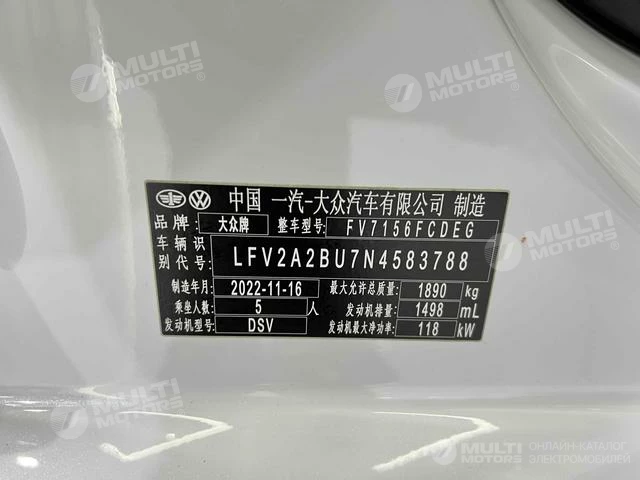 MULTI MOTORS®
MULTI MOTORS®
中国 一汽-大众汽车有限公司 制造
品牌: 大众牌 整车型号: FV7156FCDEG
车辆识别代号: LFV2A2BU7N4583788
制造年月: 2022-11-16 最大允许总质量: 1890 kg
乘坐人数: 5 人 发动机排量: 1498 mL
发动机型号: DSV 发动机最大净功率: 118 kW
MULTI MOTORS®
MULTI MOTORS®
MULTI MOTORS®
ОНЛАЙН-КАТАЛОГ
ЭЛЕКТРОМОБИЛЕЙ